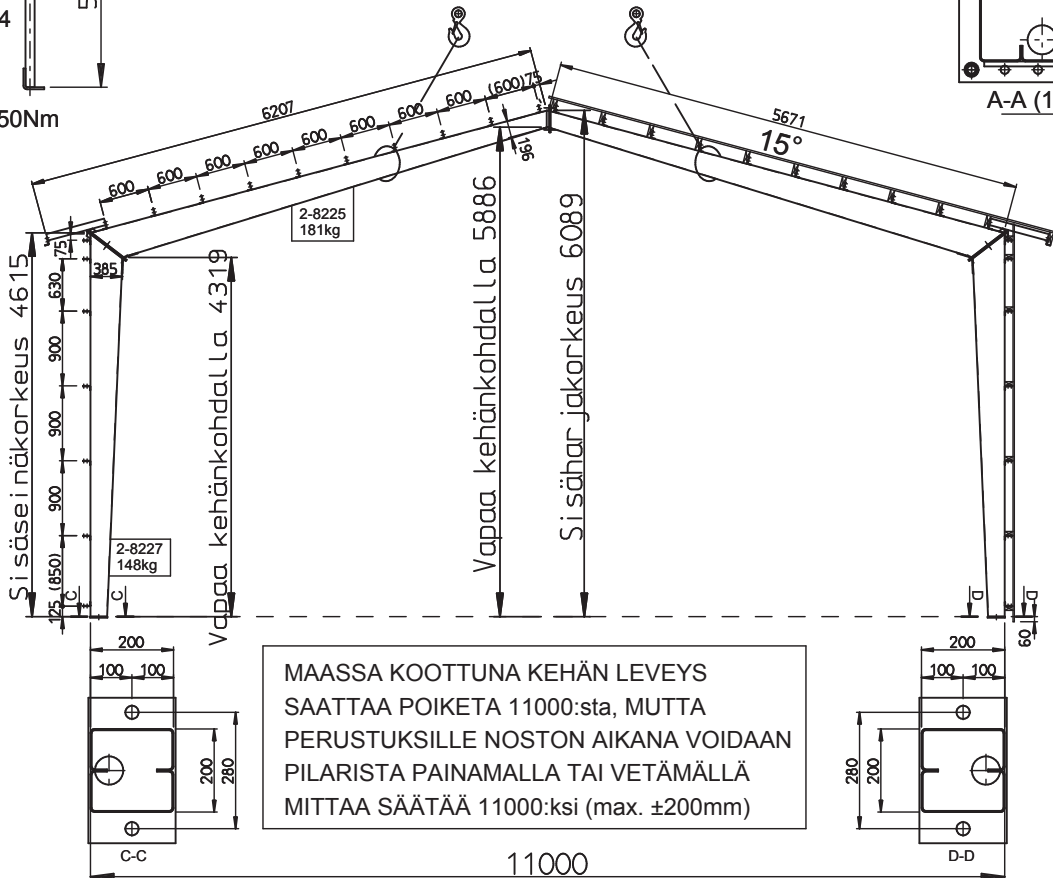 4
50Nm
A-A (1
6207
5671
15°
600
600
600
600
600
600
600
600
(600)
75
196
2-8225
181kg
2-8227
148kg
385
75
630
900
900
900
(850)
125
Sisäseinäkorkeus 4615
Vapaa kehänkohdalla 4319
Vapaa kehänkohdalla 5886
Sisäharjakorkeus 6089
C
C
D
D
60
200
100
100
200
280
C-C
MAASSA KOOTTUNA KEHÄN LEVEYS
SAATTAA POIKETA 11000:sta, MUTTA
PERUSTUKSILLE NOSTON AIKANA VOIDAAN
PILARISTA PAINAMALLA TAI VETÄMÄLLÄ
MITTAA SÄÄTÄÄ 11000:ksi (max. ±200mm)
200
100
100
280
200
D-D
11000